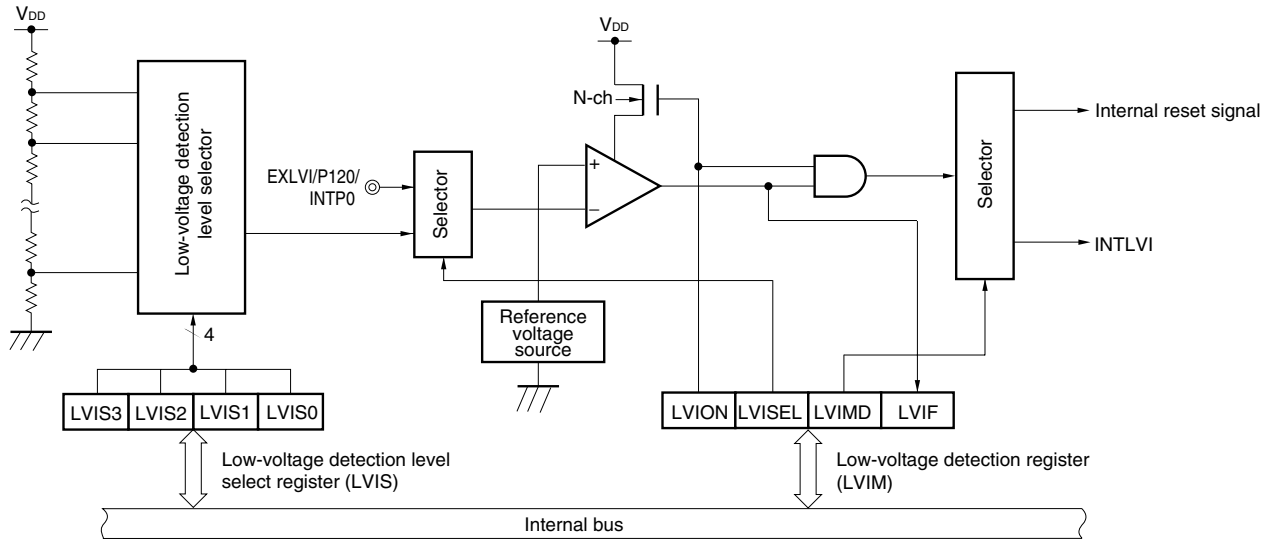 VDD
VDD
Low-voltage detection
level selector
N-ch
EXLVI/P120/
INTP0
Selector
+
−
Selector
Internal reset signal
INTLVI
4
Reference
voltage
source
LVIS3 LVIS2 LVIS1 LVIS0
LVION LVISEL LVIMD LVIF
Low-voltage detection level
select register (LVIS)
Low-voltage detection register
(LVIM)
Internal bus